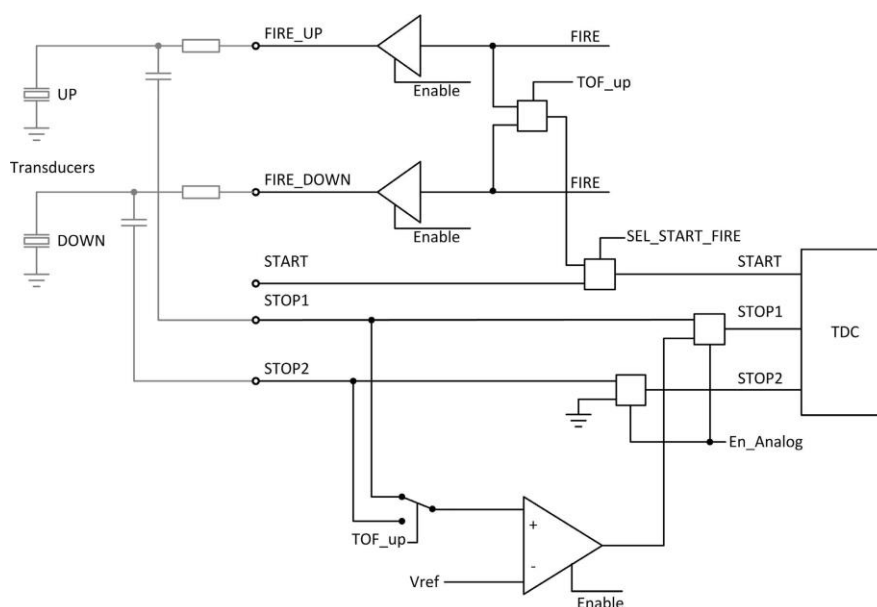 FIRE_UP
FIRE
Enable
TOF_up
UP
Transducers
FIRE_DOWN
FIRE
Enable
DOWN
SEL_START_FIRE
START
START
STOP1
STOP1
TDC
STOP2
STOP2
En_Analog
TOF_up
+
-
Vref
Enable